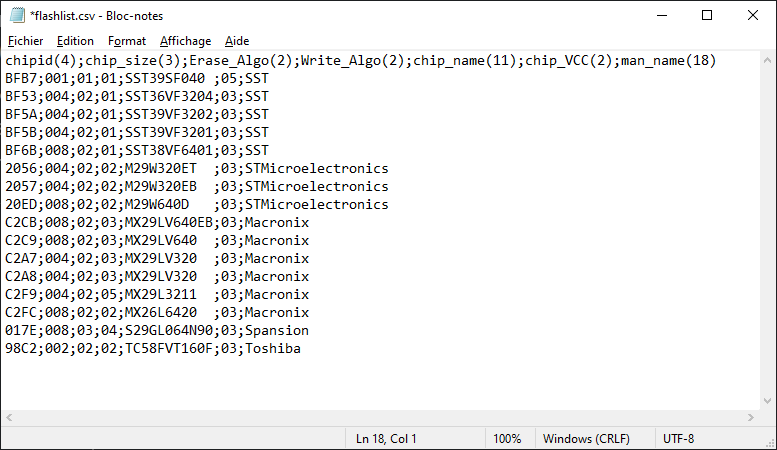 *flashlist.csv - Bloc-notes
Fichier Edition Format Affichage Aide
chipid(4);chip_size(3);Erase_Algo(2);Write_Algo(2);chip_name(11);chip_VCC(2);man_name(18)
BFB7;001;01;01;SST39SF040 ;05;SST
BF53;004;02;01;SST36VF3204;03;SST
BF5A;004;02;01;SST39VF3202;03;SST
BF5B;004;02;01;SST39VF3201;03;SST
BF6B;008;02;01;SST38VF6401;03;SST
2056;004;02;02;M29W320ET  ;03;STMicroelectronics
2057;004;02;02;M29W320EB  ;03;STMicroelectronics
20ED;008;02;02;M29W640D   ;03;STMicroelectronics
C2CB;008;02;03;MX29LV640EB;03;Macronix
C2C9;008;02;03;MX29LV640  ;03;Macronix
C2A7;004;02;03;MX29LV320  ;03;Macronix
C2A8;004;02;03;MX29LV320  ;03;Macronix
C2F9;004;02;05;MX29L3211  ;03;Macronix
C2FC;008;02;02;MX26L6420  ;03;Macronix
017E;008;03;04;S29GL064N90;03;Spansion
98C2;002;02;02;TC58FVT160F;03;Toshiba
Ln 18, Col 1 100% Windows (CRLF) UTF-8